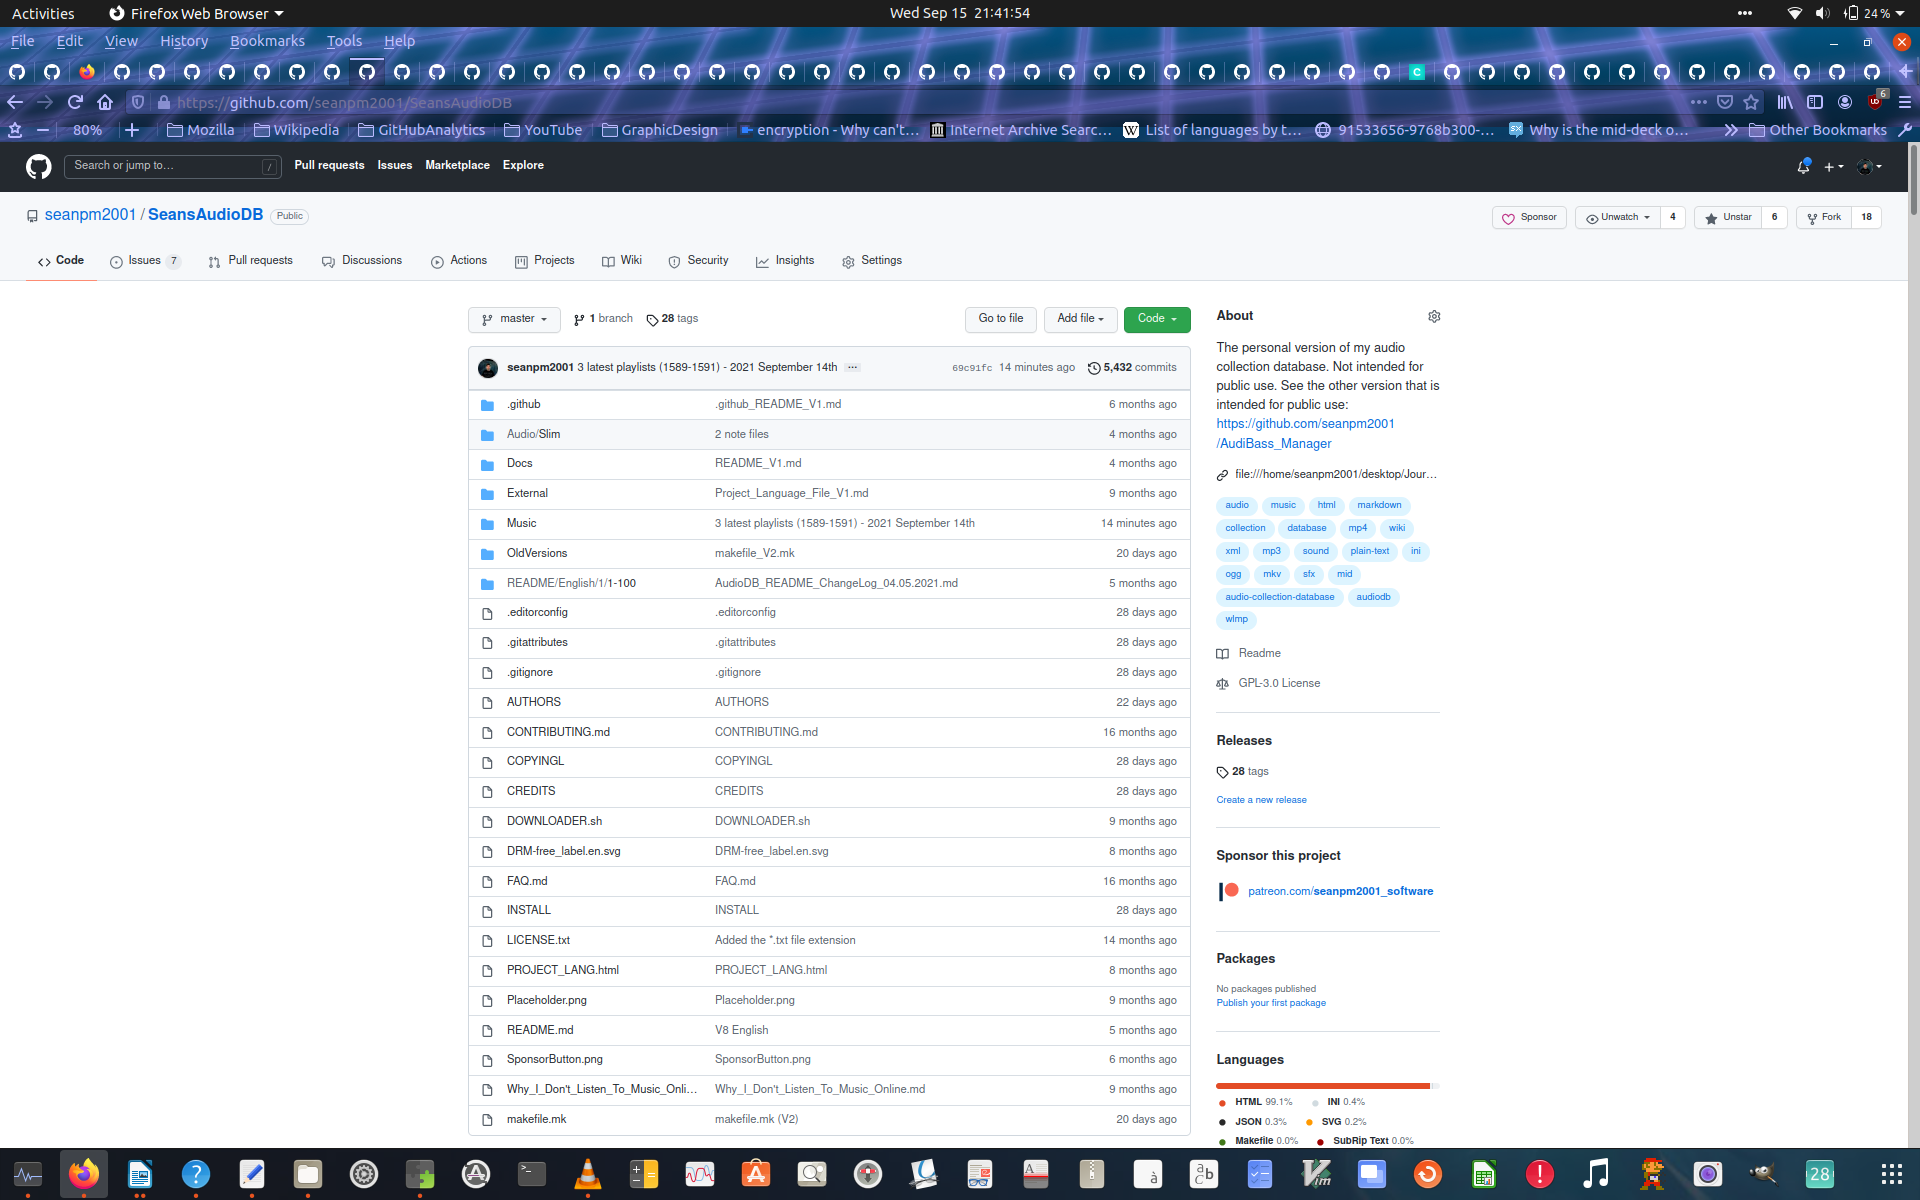 Activities Firefox Web Browser Wed Sep 15 21:41:54 24 %
File Edit View History Bookmarks Tools Help
C
https://github.com/seanpm2001/SeansAudioDB 6
80% Mozilla Wikipedia GitHubAnalytics YouTube GraphicDesign encryption - Why can't… Internet Archive Searc… W List of languages by t… 91533656-9768b300-… Why is the mid-deck o… Other Bookmarks
Search or jump to… / Pull requests Issues Marketplace Explore
seanpm2001 / SeansAudioDB Public Sponsor Unwatch 4 Unstar 6 Fork 18
Code Issues 7 Pull requests Discussions Actions Projects Wiki Security Insights Settings
master 1 branch 28 tags Go to file Add file Code
seanpm2001 3 latest playlists (1589-1591) - 2021 September 14th … 69c91fc 14 minutes ago 5,432 commits
.github .github_README_V1.md 6 months ago
Audio/Slim 2 note files 4 months ago
Docs README_V1.md 4 months ago
External Project_Language_File_V1.md 9 months ago
Music 3 latest playlists (1589-1591) - 2021 September 14th 14 minutes ago
OldVersions makefile_V2.mk 20 days ago
README/English/1/1-100 AudioDB_README_ChangeLog_04.05.2021.md 5 months ago
.editorconfig .editorconfig 28 days ago
.gitattributes .gitattributes 28 days ago
.gitignore .gitignore 28 days ago
AUTHORS AUTHORS 22 days ago
CONTRIBUTING.md CONTRIBUTING.md 16 months ago
COPYINGL COPYINGL 28 days ago
CREDITS CREDITS 28 days ago
DOWNLOADER.sh DOWNLOADER.sh 9 months ago
DRM-free_label.en.svg DRM-free_label.en.svg 8 months ago
FAQ.md FAQ.md 16 months ago
INSTALL INSTALL 28 days ago
LICENSE.txt Added the *.txt file extension 14 months ago
PROJECT_LANG.html PROJECT_LANG.html 8 months ago
Placeholder.png Placeholder.png 9 months ago
README.md V8 English 5 months ago
SponsorButton.png SponsorButton.png 6 months ago
Why_I_Don't_Listen_To_Music_Onli… Why_I_Don't_Listen_To_Music_Online.md 9 months ago
makefile.mk makefile.mk (V2) 20 days ago
About
The personal version of my audio
collection database. Not intended for
public use. See the other version that is
intended for public use:
https://github.com/seanpm2001
/AudiBass_Manager
file:///home/seanpm2001/desktop/Jour…
audio music html markdown
collection database mp4 wiki
xml mp3 sound plain-text ini
ogg mkv sfx mid
audio-collection-database audiodb
wlmp
Readme
GPL-3.0 License
Releases
28 tags
Create a new release
Sponsor this project
patreon.com/seanpm2001_software
Packages
No packages published
Publish your first package
Languages
HTML 99.1% INI 0.4%
JSON 0.3% SVG 0.2%
Makefile 0.0% SubRip Text 0.0%
28